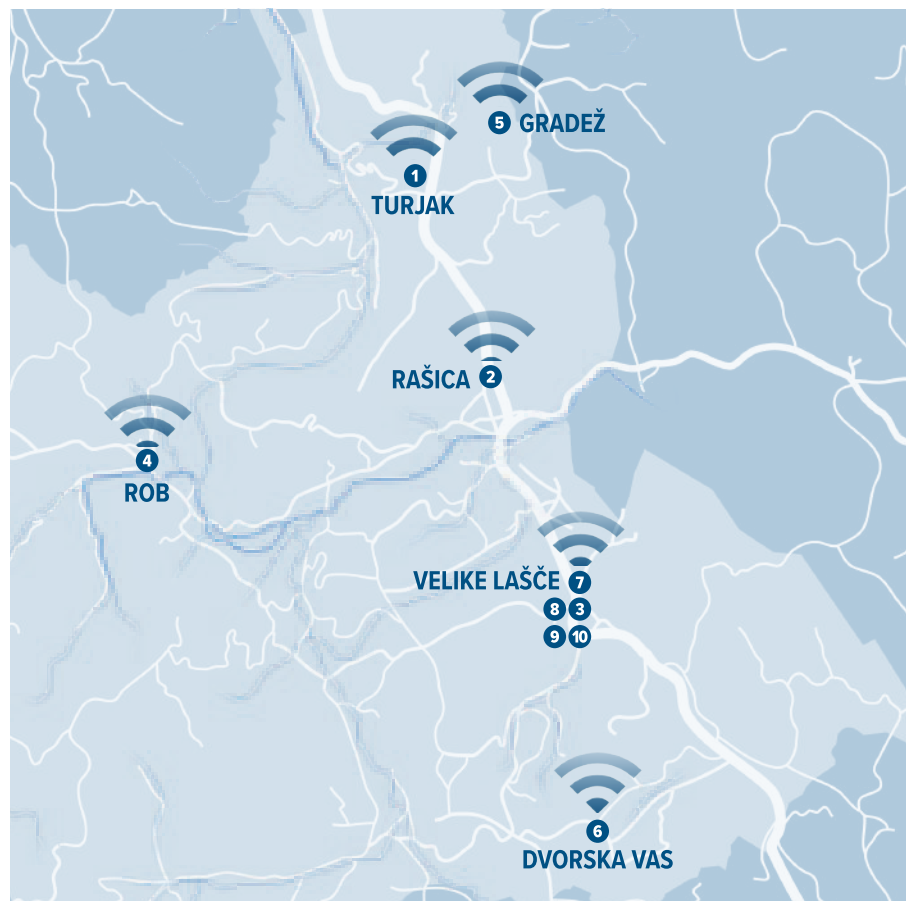 5 GRADEŽ
1
TURJAK
RAŠICA 2
4
ROB
VELIKE LAŠČE 7
8 3
9 10
6
DVORSKA VAS